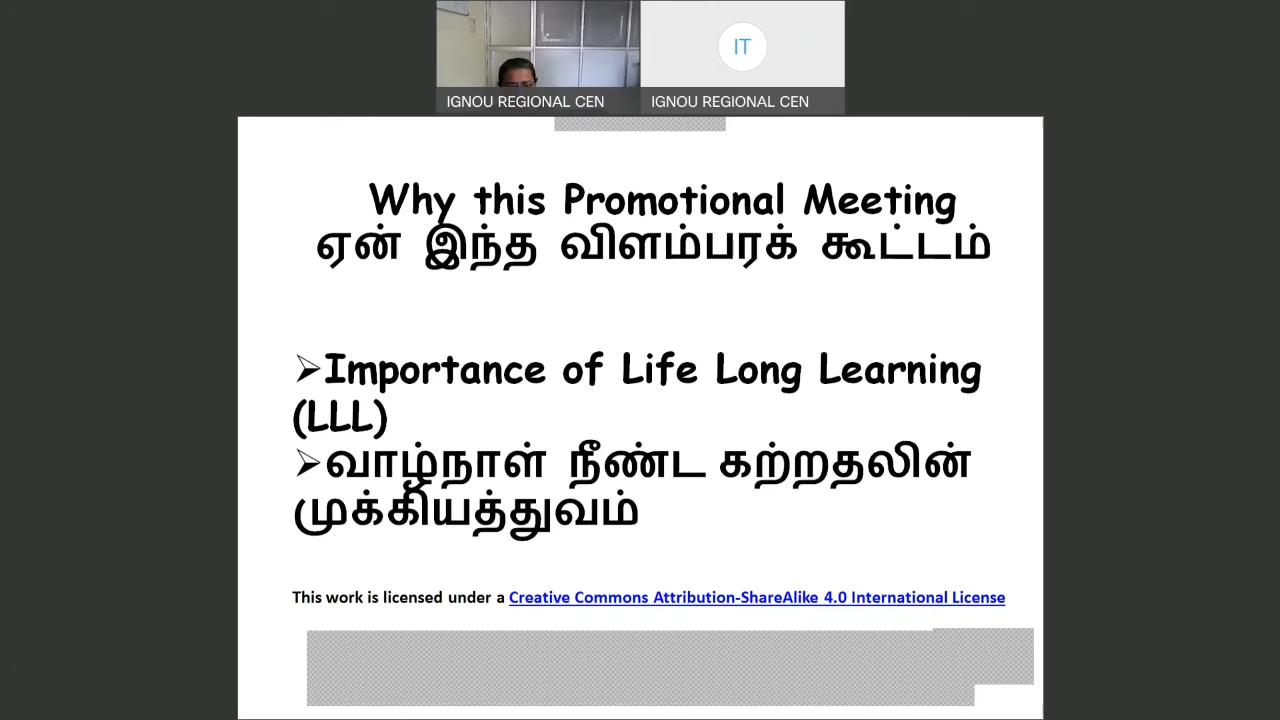 IT
IGNOU REGIONAL CEN
IGNOU REGIONAL CEN
Why this Promotional Meeting
ஏன் இந்த விளம்பரக் கூட்டம்
➢Importance of Life Long Learning
(LLL)
➢வாழ்நாள் நீண்ட கற்றதலின்
முக்கியத்துவம்
This work is licensed under a Creative Commons Attribution-ShareAlike 4.0 International License